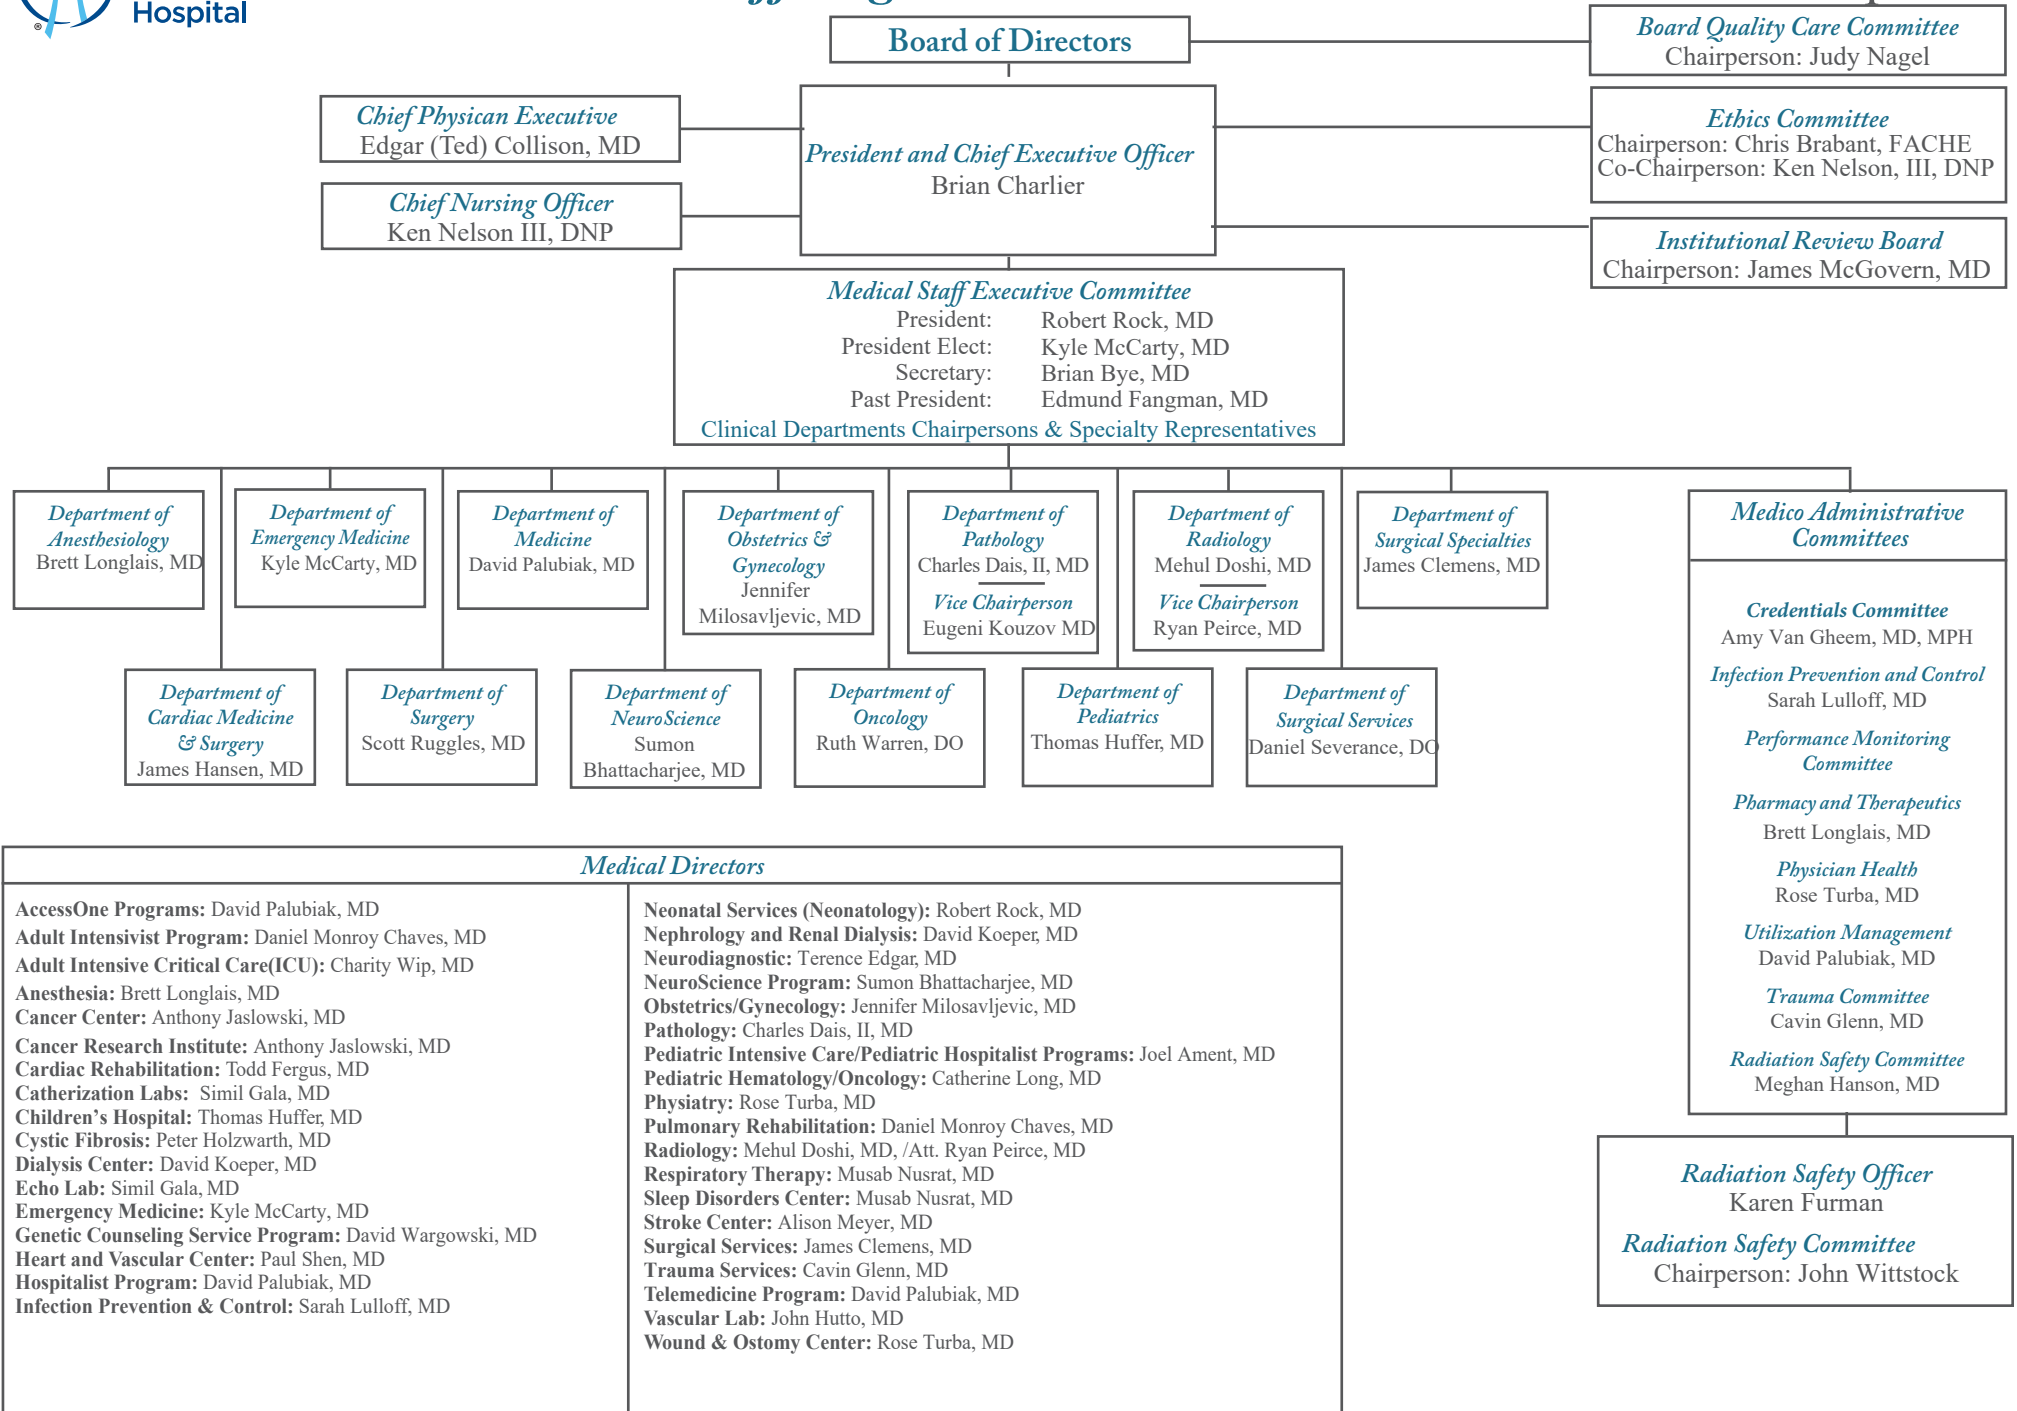 Hospital
®
Board of Directors
Board Quality Care Committee
Chairperson: Judy Nagel
Chief Physican Executive
Edgar (Ted) Collison, MD
President and Chief Executive Officer
Brian Charlier
Ethics Committee
Chairperson: Chris Brabant, FACHE
Co-Chairperson: Ken Nelson, III, DNP
Chief Nursing Officer
Ken Nelson III, DNP
Institutional Review Board
Chairperson: James McGovern, MD
Medical Staff Executive Committee
President: Robert Rock, MD
President Elect: Kyle McCarty, MD
Secretary: Brian Bye, MD
Past President: Edmund Fangman, MD
Clinical Departments Chairpersons & Specialty Representatives
Department of
Anesthesiology
Brett Longlais, MD
Department of
Emergency Medicine
Kyle McCarty, MD
Department of
Medicine
David Palubiak, MD
Department of
Obstetrics &
Gynecology
Jennifer
Milosavljevic, MD
Department of
Pathology
Charles Dais, II, MD
Vice Chairperson
Eugeni Kouzov MD
Department of
Radiology
Mehul Doshi, MD
Vice Chairperson
Ryan Peirce, MD
Department of
Surgical Specialties
James Clemens, MD
Department of
Cardiac Medicine
& Surgery
James Hansen, MD
Department of
Surgery
Scott Ruggles, MD
Department of
NeuroScience
Sumon
Bhattacharjee, MD
Department of
Oncology
Ruth Warren, DO
Department of
Pediatrics
Thomas Huffer, MD
Department of
Surgical Services
Daniel Severance, DO
Medico Administrative
Committees
Credentials Committee
Amy Van Gheem, MD, MPH
Infection Prevention and Control
Sarah Lulloff, MD
Performance Monitoring
Committee
Pharmacy and Therapeutics
Brett Longlais, MD
Physician Health
Rose Turba, MD
Utilization Management
David Palubiak, MD
Trauma Committee
Cavin Glenn, MD
Radiation Safety Committee
Meghan Hanson, MD
Radiation Safety Officer
Karen Furman
Radiation Safety Committee
Chairperson: John Wittstock
Medical Directors
AccessOne Programs: David Palubiak, MD
Adult Intensivist Program: Daniel Monroy Chaves, MD
Adult Intensive Critical Care(ICU): Charity Wip, MD
Anesthesia: Brett Longlais, MD
Cancer Center: Anthony Jaslowski, MD
Cancer Research Institute: Anthony Jaslowski, MD
Cardiac Rehabilitation: Todd Fergus, MD
Catherization Labs: Simil Gala, MD
Children's Hospital: Thomas Huffer, MD
Cystic Fibrosis: Peter Holzwarth, MD
Dialysis Center: David Koeper, MD
Echo Lab: Simil Gala, MD
Emergency Medicine: Kyle McCarty, MD
Genetic Counseling Service Program: David Wargowski, MD
Heart and Vascular Center: Paul Shen, MD
Hospitalist Program: David Palubiak, MD
Infection Prevention & Control: Sarah Lulloff, MD
Neonatal Services (Neonatology): Robert Rock, MD
Nephrology and Renal Dialysis: David Koeper, MD
Neurodiagnostic: Terence Edgar, MD
NeuroScience Program: Sumon Bhattacharjee, MD
Obstetrics/Gynecology: Jennifer Milosavljevic, MD
Pathology: Charles Dais, II, MD
Pediatric Intensive Care/Pediatric Hospitalist Programs: Joel Ament, MD
Pediatric Hematology/Oncology: Catherine Long, MD
Physiatry: Rose Turba, MD
Pulmonary Rehabilitation: Daniel Monroy Chaves, MD
Radiology: Mehul Doshi, MD, /Att. Ryan Peirce, MD
Respiratory Therapy: Musab Nusrat, MD
Sleep Disorders Center: Musab Nusrat, MD
Stroke Center: Alison Meyer, MD
Surgical Services: James Clemens, MD
Trauma Services: Cavin Glenn, MD
Telemedicine Program: David Palubiak, MD
Vascular Lab: John Hutto, MD
Wound & Ostomy Center: Rose Turba, MD